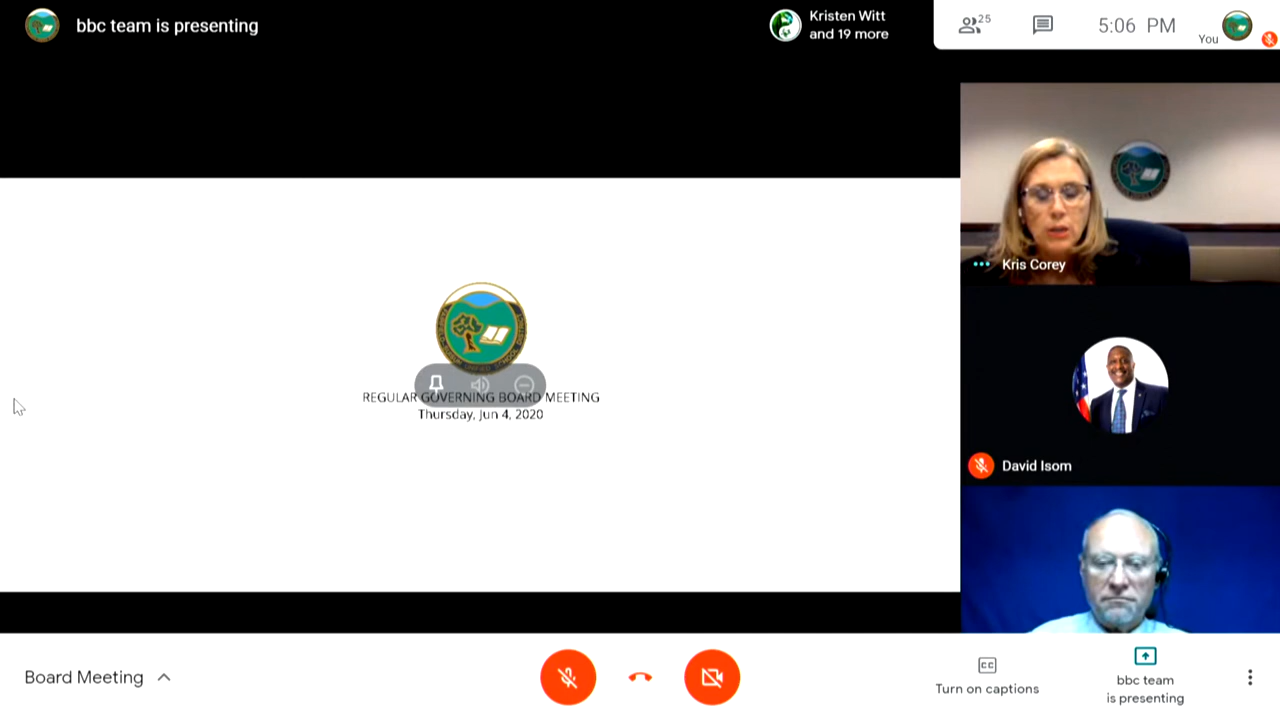 bbc team is presenting
Kristen Witt
and 19 more
25
5:06 PM
You
Kris Corey
REGULAR GOVERNING BOARD MEETING
Thursday, Jun 4, 2020
David Isom
Board Meeting
CC
Turn on captions
bbc team
is presenting